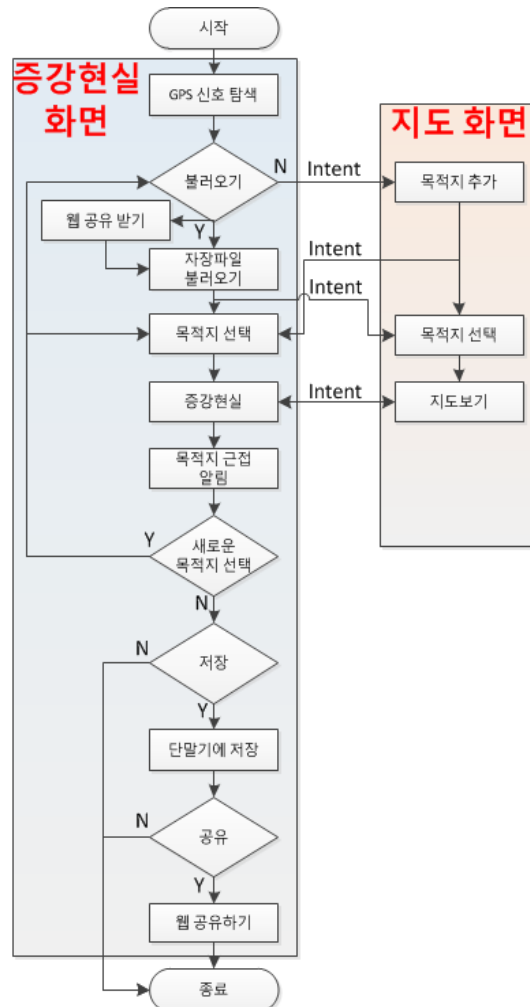 시작
증강현실
화면
GPS 신호 탐색
지도 화면
불러오기
N
Intent
목적지 추가
웹 공유 받기
Y
자장파일
불러오기
Intent
Intent
목적지 선택
목적지 선택
증강현실
Intent
지도보기
목적지 근접
알림
Y
새로운
목적지 선택
N
N
저장
Y
단말기에 저장
N
공유
Y
웹 공유하기
종료